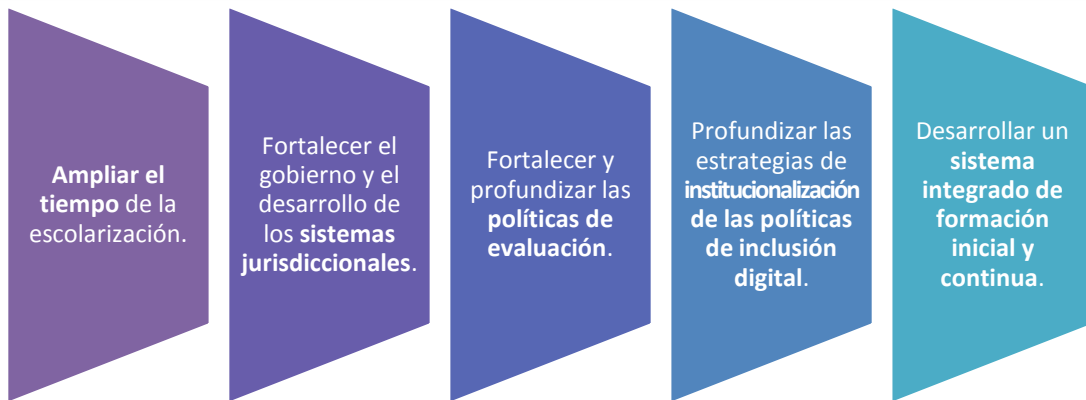 Ampliar el
tiempo de la
escolarización.
Fortalecer el
gobierno y el
desarrollo de
los sistemas
jurisdiccionales.
Fortalecer y
profundizar las
políticas de
evaluación.
Profundizar las
estrategias de
institucionalización
de las políticas
de inclusión
digital.
Desarrollar un
sistema
integrado de
formación
inicial y
continua.